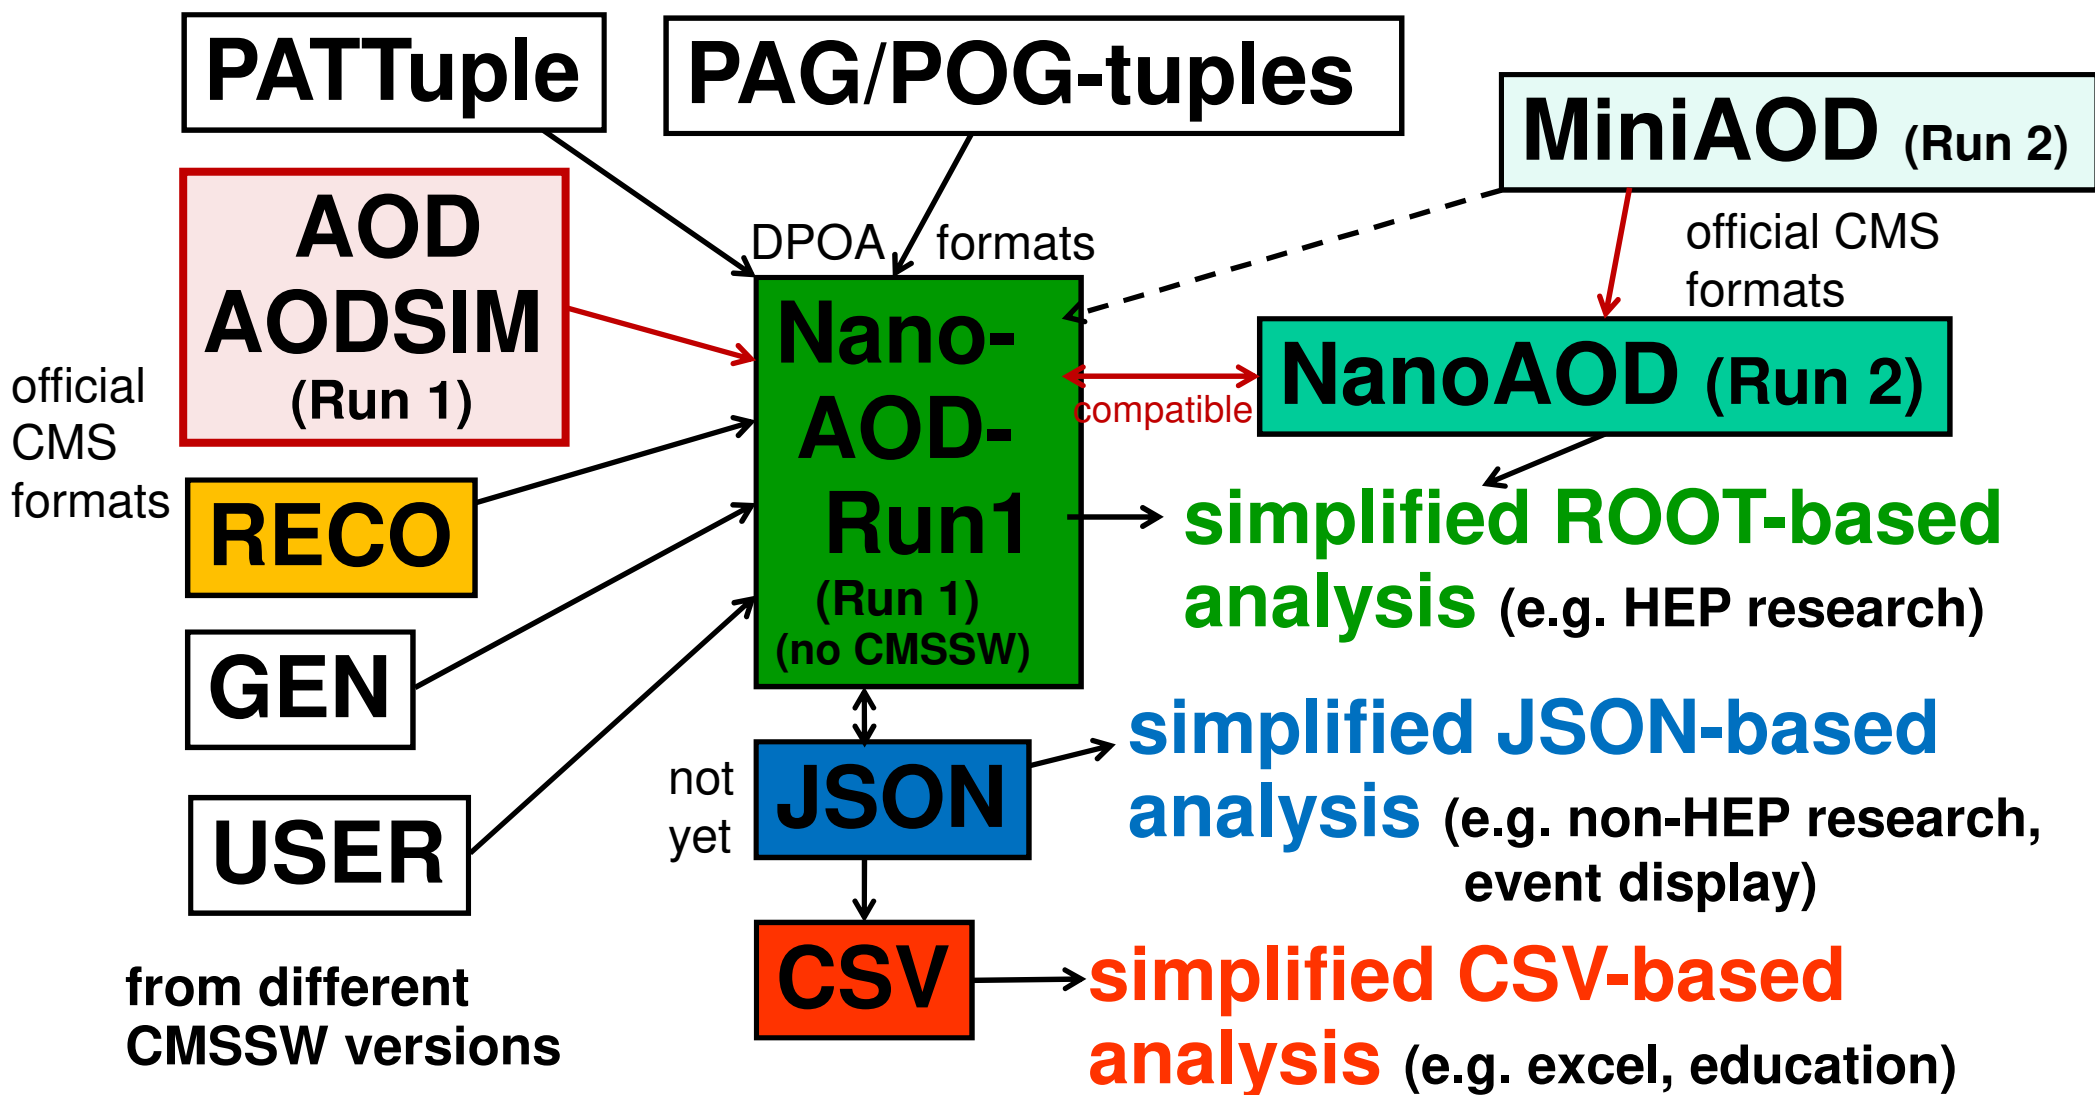 PATTuple
PAG/POG-tuples
MiniAOD (Run 2)
AOD
AODSIM
(Run 1)
DPOA formats
official CMS
formats
official
CMS
formats
Nano-
AOD-
Run1
(Run 1)
(no CMSSW)
compatible
NanoAOD (Run 2)
RECO
GEN
USER
from different
CMSSW versions
simplified ROOT-based
analysis (e.g. HEP research)
not
yet
JSON
simplified JSON-based
analysis (e.g. non-HEP research,
event display)
CSV
simplified CSV-based
analysis (e.g. excel, education)